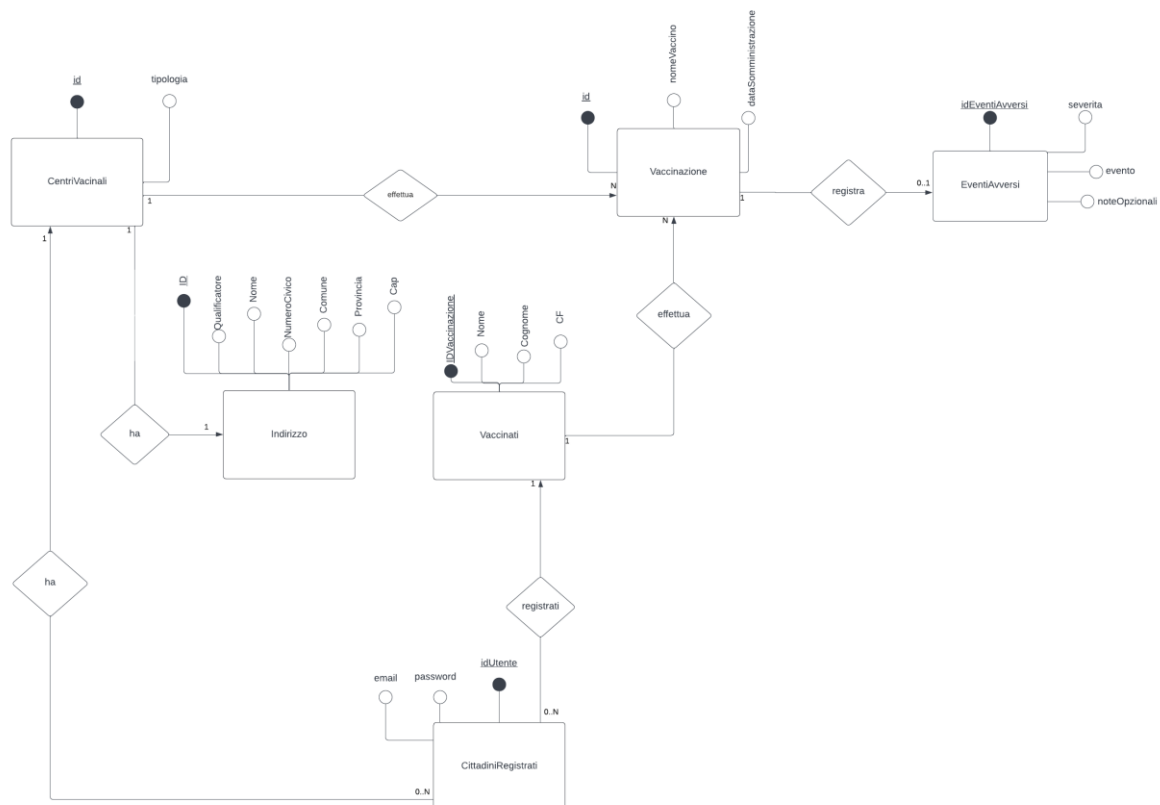 nomeVaccino
dataSomministrazione
id
tipologia
id
idEventiAvversi
severita
CentriVacinali
Vaccinazione
EventiAvversi
evento
noteOpzionali
1
effettua
N
1
registra
0..1
1
1
N
ID
Qualificatore
Nome
NumeroCivico
Comune
Provincia
Cap
effettua
IDVaccinazione
Nome
Cognome
CF
ha
1
Indirizzo
Vaccinati
1
1
ha
registrati
email
password
idUtente
0..N
CittadiniRegistrati
0..N